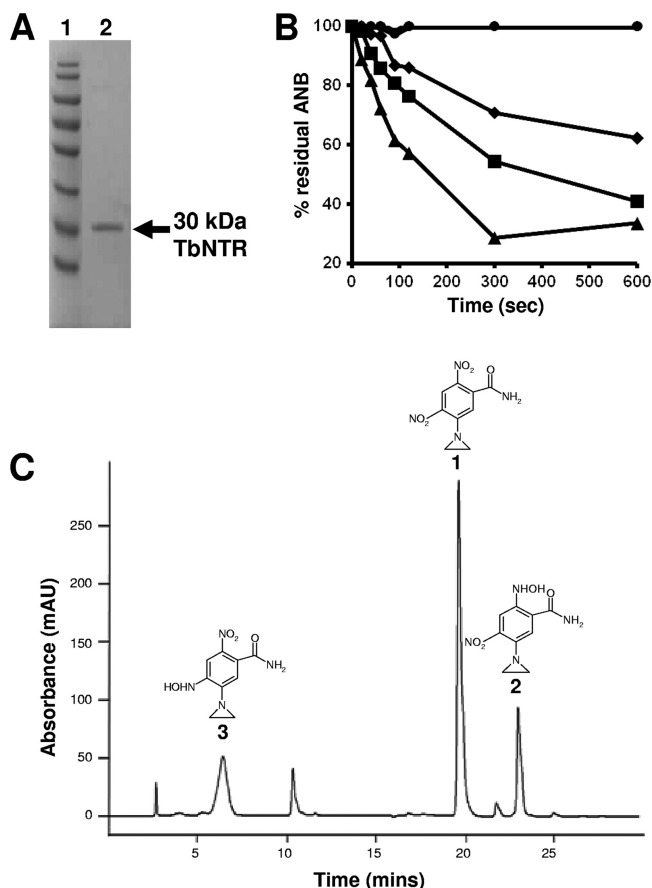 A
1 2
30 kDa
TbNTR
B
100
80
60
40
20
% residual ANB
0 100 200 300 400 500 600
Time (sec)
C
NO₂
O
NH₂
NO₂
N
1
NHOH
O
NH₂
NO₂
N
2
NO₂
O
NH₂
HOHN
N
3
250
200
150
100
50
0
Absorbance (mAU)
5 10 15 20 25
Time (mins)